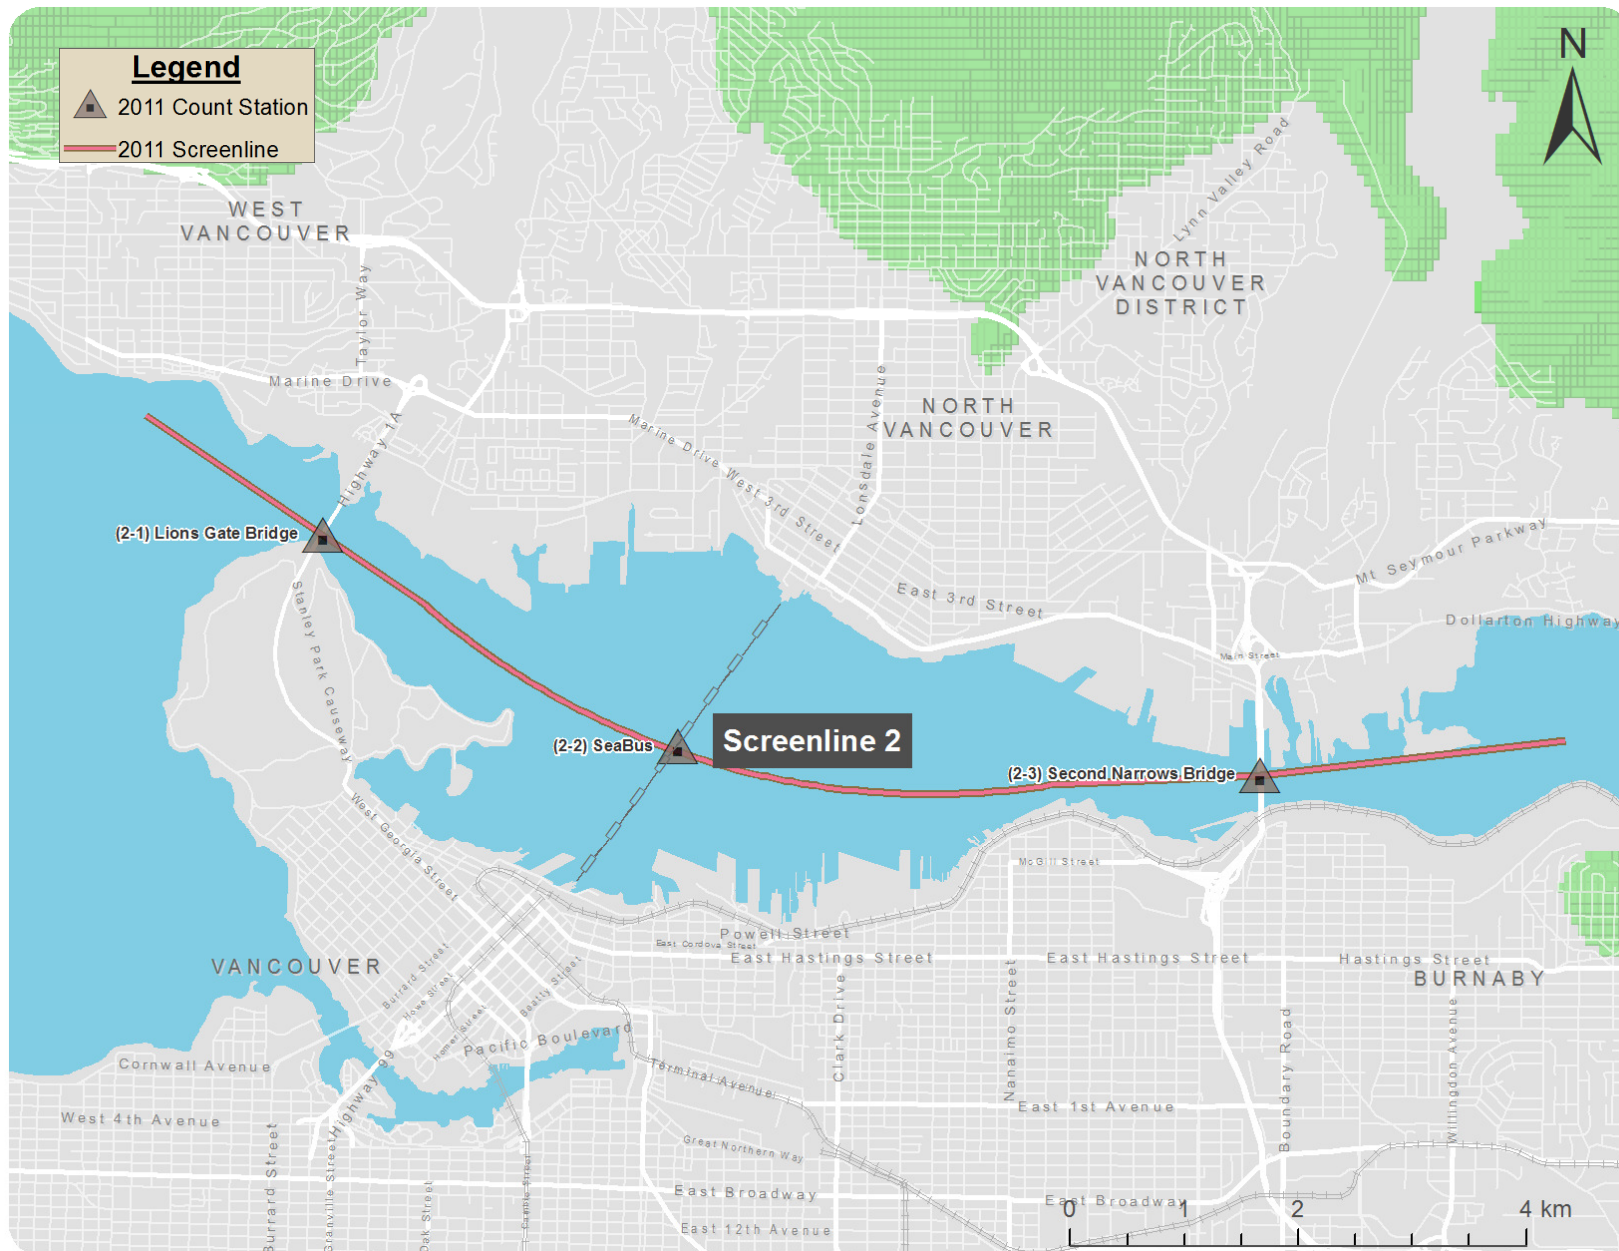 Legend
2011 Count Station
2011 Screenline
N
WEST
VANCOUVER
Taylor Way
Marine Drive
Highway 1A
Lynn Valley Road
NORTH
VANCOUVER
DISTRICT
NORTH
VANCOUVER
Lonsdale Avenue
Marine Drive West 3rd Street
East 3rd Street
Mt Seymour Parkway
Dollarton Highway
Main Street
(2-1) Lions Gate Bridge
Stanley Park Causeway
(2-2) SeaBus
Screenline 2
(2-3) Second Narrows Bridge
West Georgia Street
McGill Street
Powell Street
East Cordova Street
East Hastings Street
East Hastings Street
Hastings Street
VANCOUVER
BURNABY
Burrard Street
Howe Street
Homer Street
Beatty Street
Pacific Boulevard
Highway 99
Cornwall Avenue
West 4th Avenue
Terminal Avenue
Clark Drive
Nanaimo Street
Boundary Road
Willingdon Avenue
East 1st Avenue
Great Northern Way
East Broadway
East Broadway
East 12th Avenue
Burrard Street
Granville Street
Oak Street
Cambie Street
0 1 2 4 km